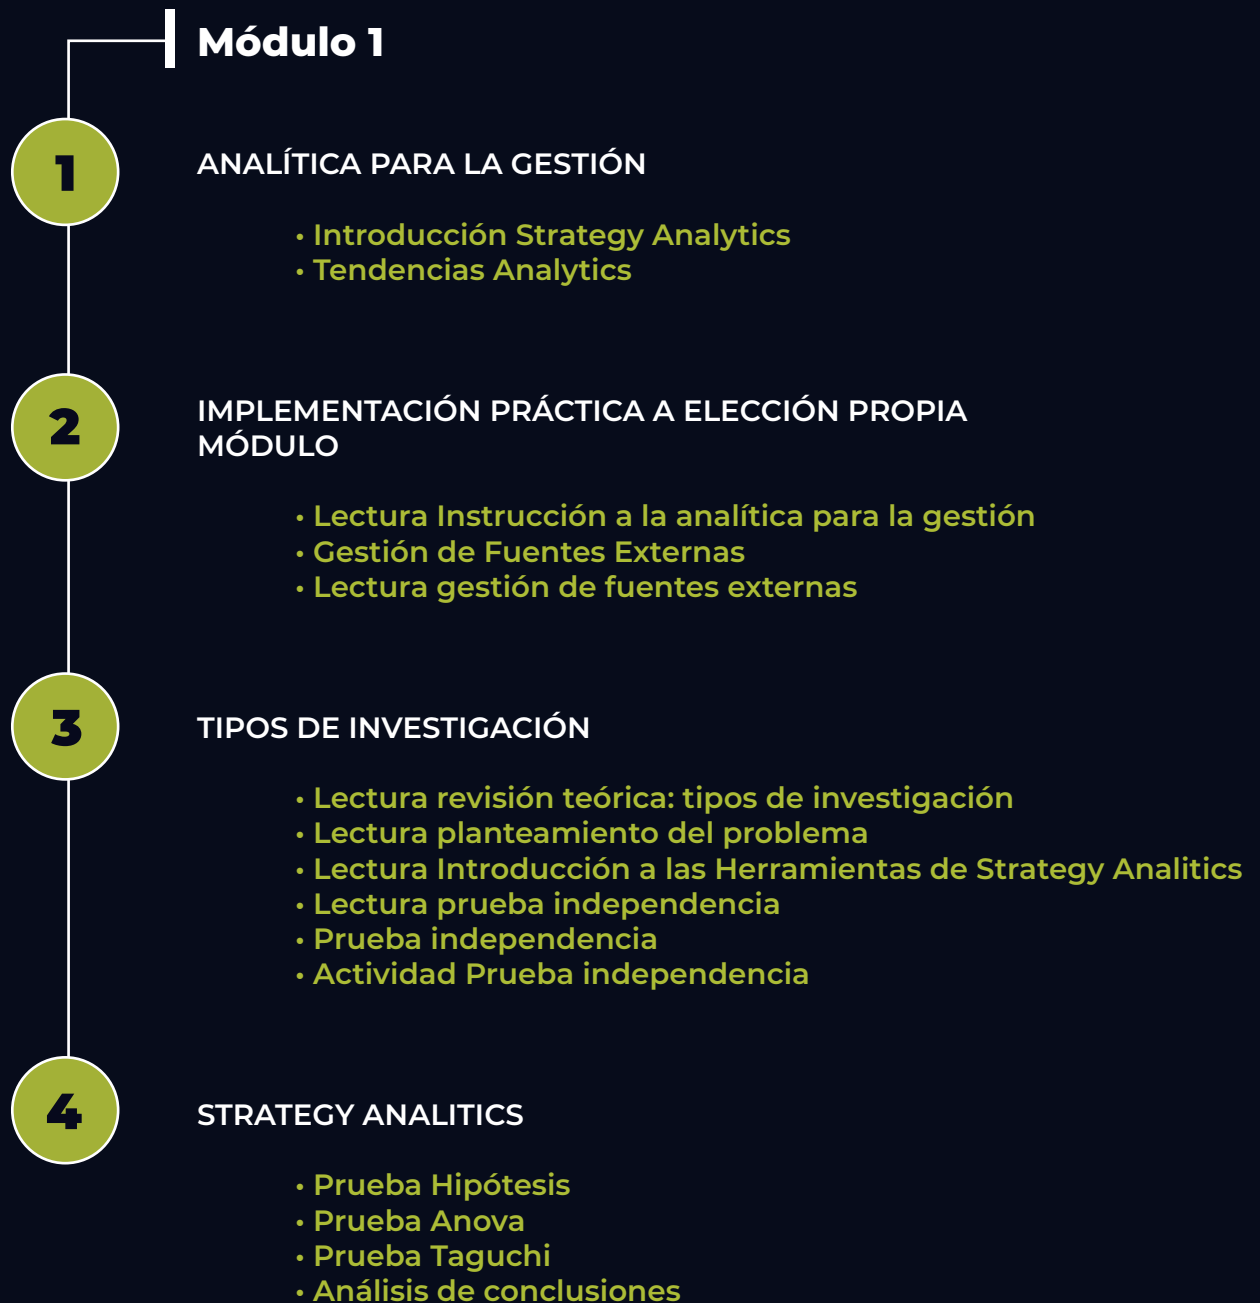 Módulo 1
1
ANALÍTICA PARA LA GESTIÓN
• Introducción Strategy Analytics
• Tendencias Analytics
2
IMPLEMENTACIÓN PRÁCTICA A ELECCIÓN PROPIA
MÓDULO
• Lectura Instrucción a la analítica para la gestión
• Gestión de Fuentes Externas
• Lectura gestión de fuentes externas
3
TIPOS DE INVESTIGACIÓN
• Lectura revisión teórica: tipos de investigación
• Lectura planteamiento del problema
• Lectura Introducción a las Herramientas de Strategy Analitics
• Lectura prueba independencia
• Prueba independencia
• Actividad Prueba independencia
4
STRATEGY ANALITICS
• Prueba Hipótesis
• Prueba Anova
• Prueba Taguchi
• Análisis de conclusiones